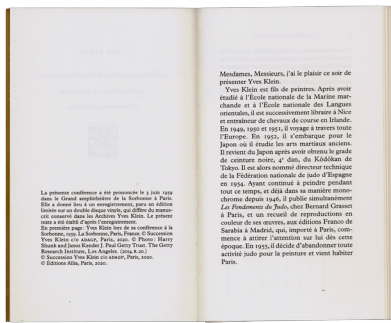 La présente conférence a été prononcée le 3 juin 1959
dans le Grand amphithéâtre de la Sorbonne à Paris.
Elle a donné lieu à un enregistrement, paru en édition
limitée sur un double disque vinyle, qui diffère du manus-
crit conservé dans les Archives Yves Klein. Le présent
texte a été établi d'après l'enregistrement.
En première page : Yves Klein lors de sa conférence à la
Sorbonne, 1959. La Sorbonne, Paris, France. © Succession
Yves Klein c/o ADAGP, Paris, 2020. © Photo : Harry
Shunk and Janos Kender J. Paul Getty Trust. The Getty
Research Institute, Los Angeles. (2014.R.20.)
© Succession Yves Klein c/o ADAGP, Paris, 2020.
© Éditions Allia, Paris, 2020.
Mesdames, Messieurs, j'ai le plaisir ce soir de
présenter Yves Klein.
Yves Klein est fils de peintres. Après avoir
étudié à l'École nationale de la Marine mar-
chande et à l'École nationale des Langues
orientales, il est successivement libraire à Nice
et entraîneur de chevaux de course en Irlande.
En 1949, 1950 et 1951, il voyage à travers toute
l'Europe. En 1952, il s'embarque pour le
Japon où il étudie les arts martiaux anciens.
Il revient du Japon après avoir obtenu le grade
de ceinture noire, 4e dan, du Kôdôkan de
Tokyo. Il est alors nommé directeur technique
de la Fédération nationale de judo d'Espagne
en 1954. Ayant continué à peindre pendant
tout ce temps, et déjà dans sa manière mono-
chrome depuis 1946, il publie simultanément
Les Fondements du Judo, chez Bernard Grasset
à Paris, et un recueil de reproductions en
couleur de ses œuvres, aux éditions Franco de
Sarabia à Madrid, qui, importé à Paris, com-
mence à attirer l'attention sur lui dès cette
époque. En 1955, il décide d'abandonner toute
activité judo pour la peinture et vient habiter
Paris.